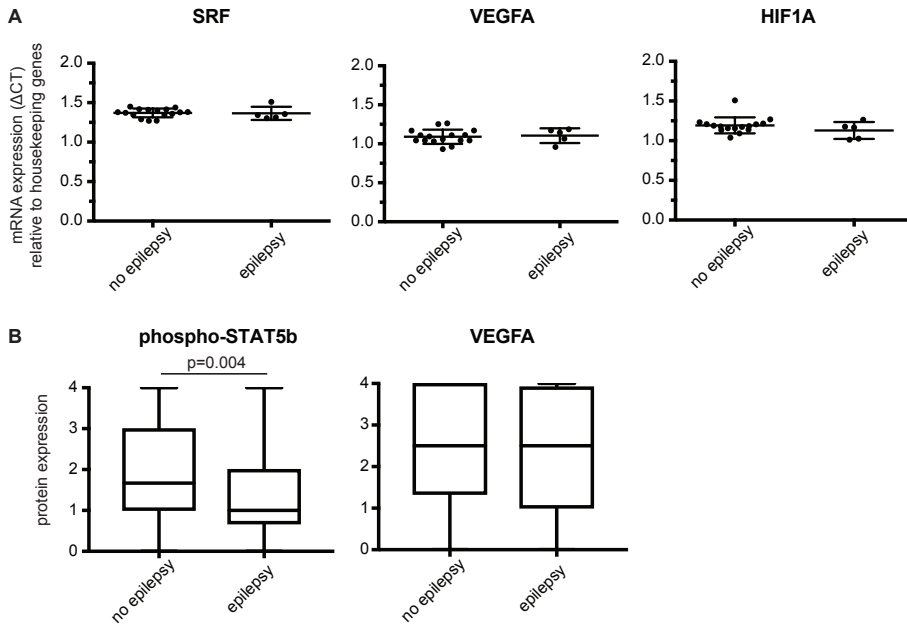 A
SRF
VEGFA
HIF1A
mRNA expression (ΔCT)
relative to housekeeping genes
2.0
1.5
1.0
0.5
0.0
no epilepsy
epilepsy
2.0
1.5
1.0
0.5
0.0
no epilepsy
epilepsy
2.0
1.5
1.0
0.5
0.0
no epilepsy
epilepsy
B
phospho-STAT5b
VEGFA
p=0.004
protein expression
4
3
2
1
0
no epilepsy
epilepsy
4
3
2
1
0
no epilepsy
epilepsy